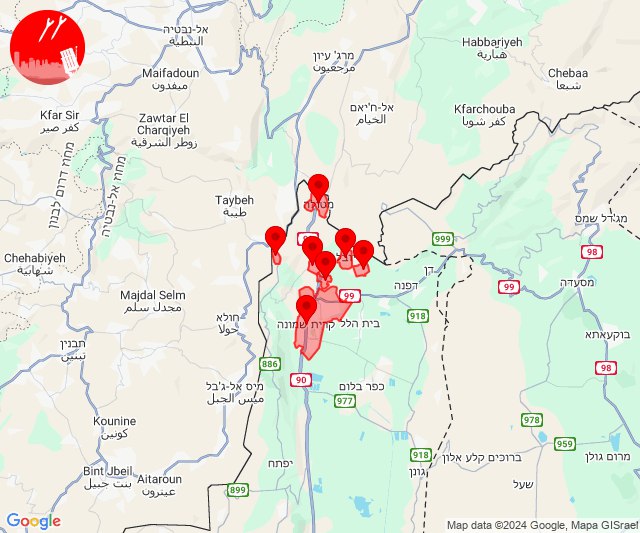 אל-נבטיה
النبطية
Habbariyeh
הבאריה
מרג' עיון
مرجعيون
Maifadoun
ميفدون
Chebaa
شبعا
Kfar Sir
كفر صير
Zawtar El
Charqiyeh
زوطر الشرقية
אל-ח'יאם
الخيام
Kfarchouba
كفر شوبا
מחוז דרום לבנון
מחוז אל-נבטיה
Taybeh
طيبة
מטולה
מג'דל שמס
Chehabiyeh
شهابية
999
98
דן
דפנה
99
מסעדה
Majdal Selm
مجدل سلم
99
חולא
حولا
918
בית הלל
קרית שמונה
בוקעאתא
תבנין
تبنين
886
98
90
מיס אל-ג'בל
ميس الجبل
כפר בלום
977
Kounine
كونين
978
959
יפתח
918
גונן
ברוכים קלע אלון
מרום גולן
Bint Jbeil
بنت جبيل
Aitaroun
عيترون
899
שעל
Google
Map data ©2024 Google, Mapa GISrael